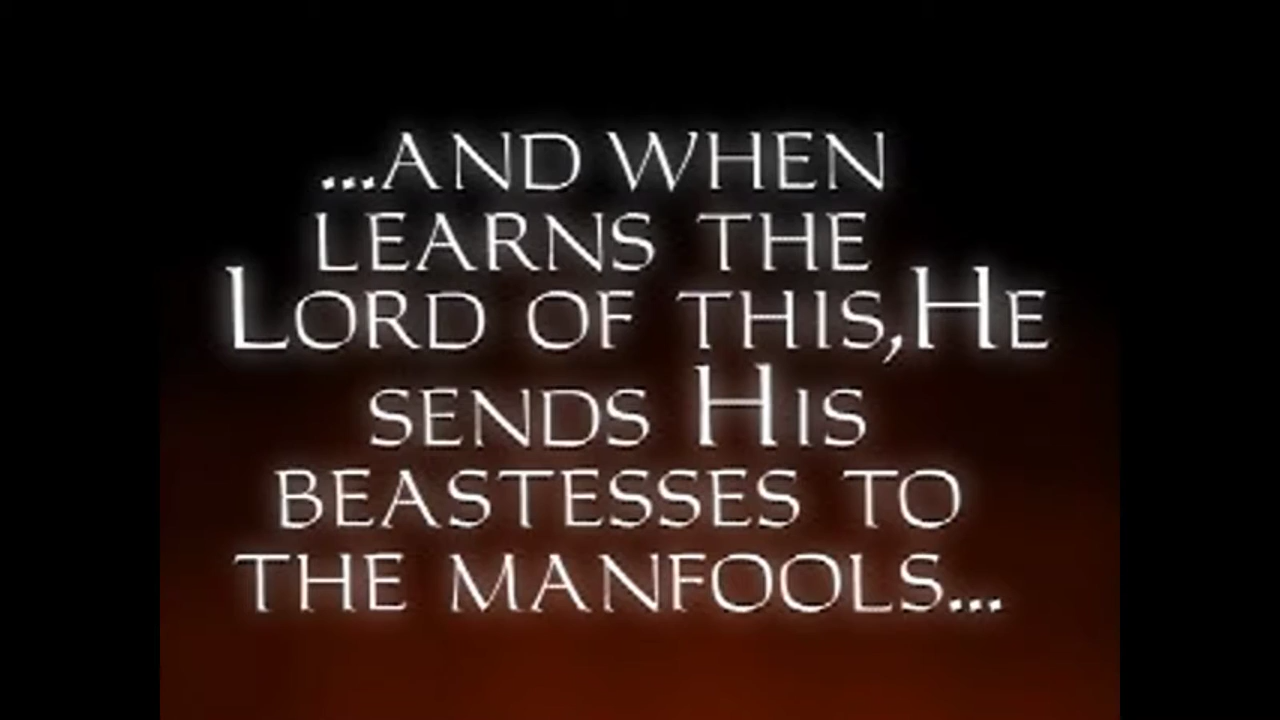 ...AND WHEN
LEARNS THE
LORD OF THIS,HE
SENDS HIS
BEASTESSES TO
THE MANFOOLS...